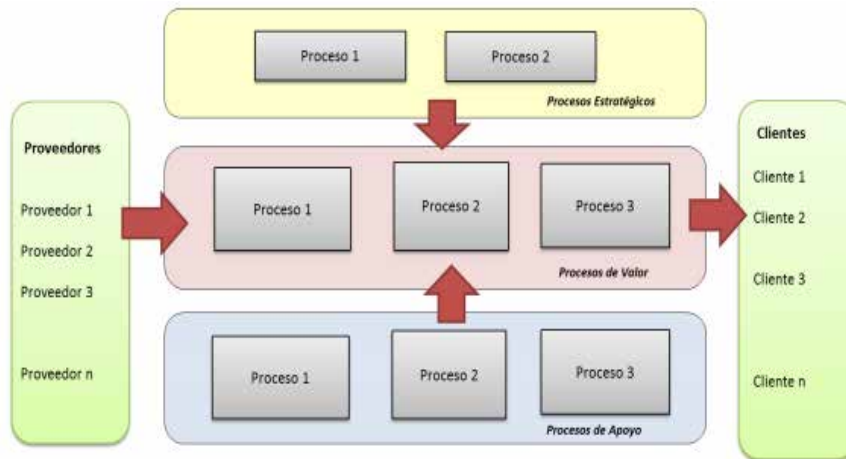 Proceso 1
Proceso 2
Procesos Estratégicos
Proveedores
Proveedor 1
Proveedor 2
Proveedor 3
Proveedor n
Proceso 1
Proceso 2
Proceso 3
Procesos de Valor
Proceso 1
Proceso 2
Proceso 3
Procesos de Apoyo
Clientes
Cliente 1
Cliente 2
Cliente 3
Cliente n